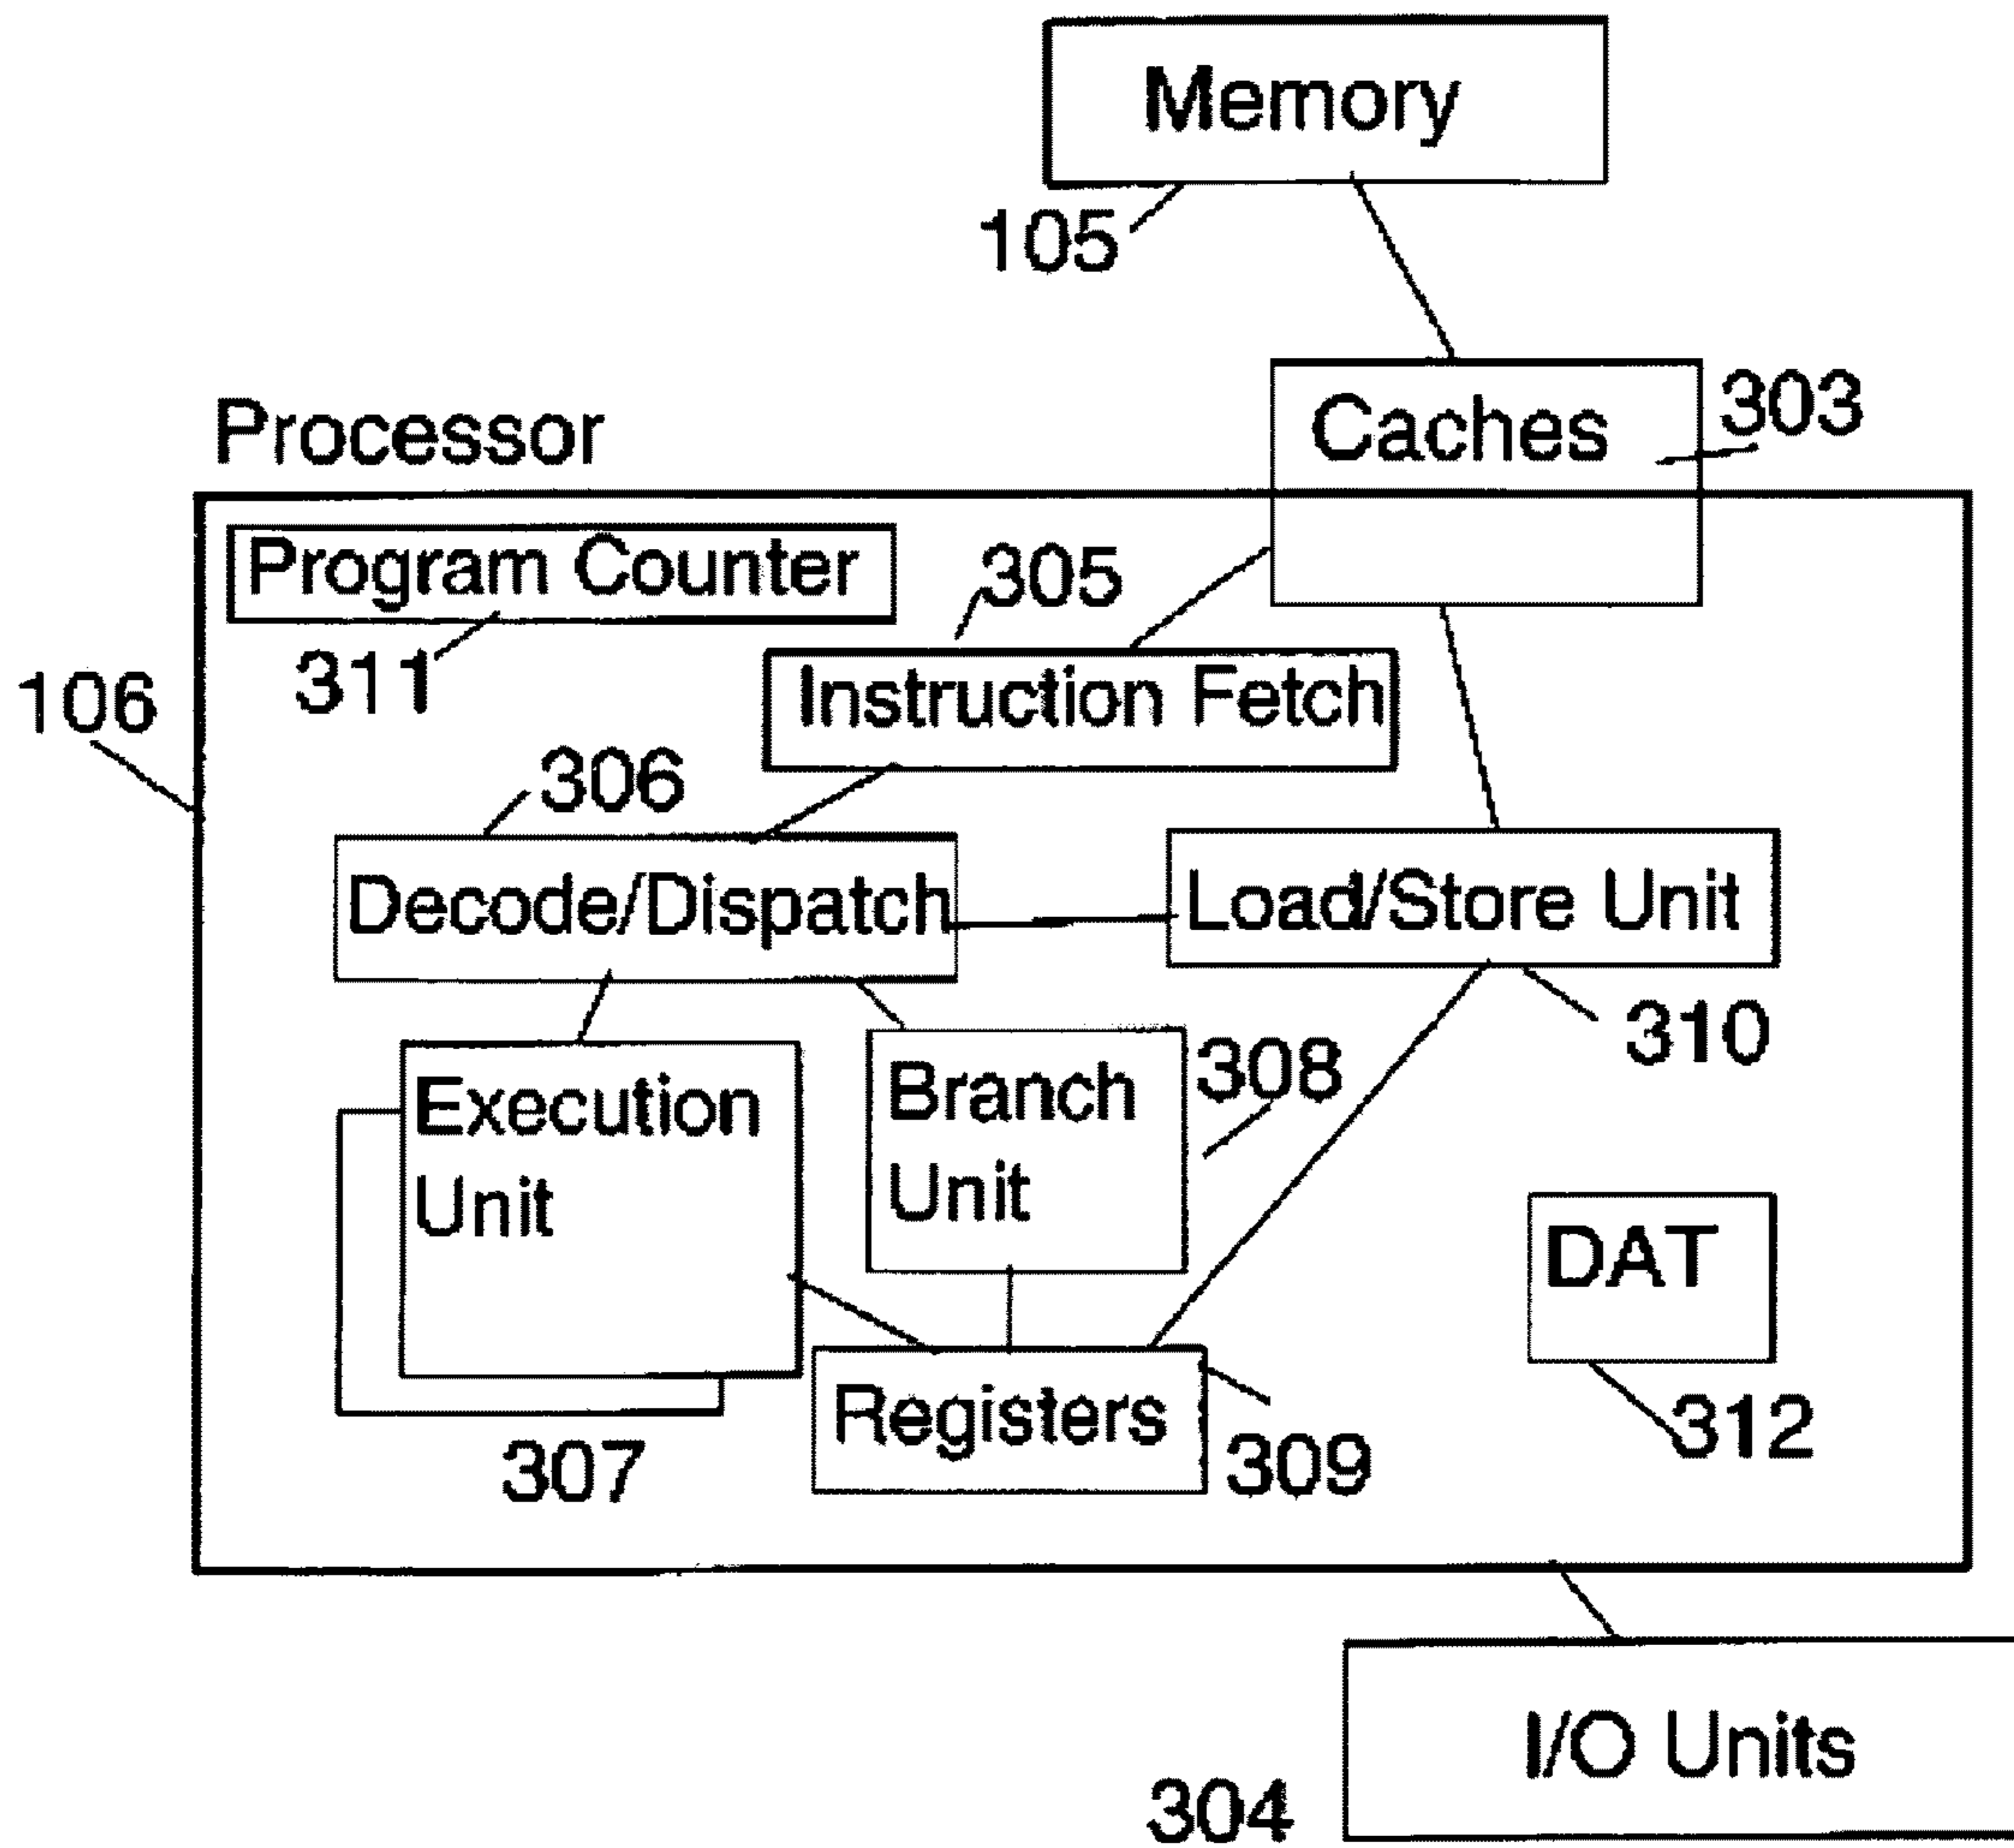 Memory
105
Caches
303
Processor
Program Counter
311
305
Instruction Fetch
106
306
Decode/Dispatch
Load/Store Unit
310
Execution
Unit
307
Branch
Unit
308
DAT
312
Registers
309
I/O Units
304